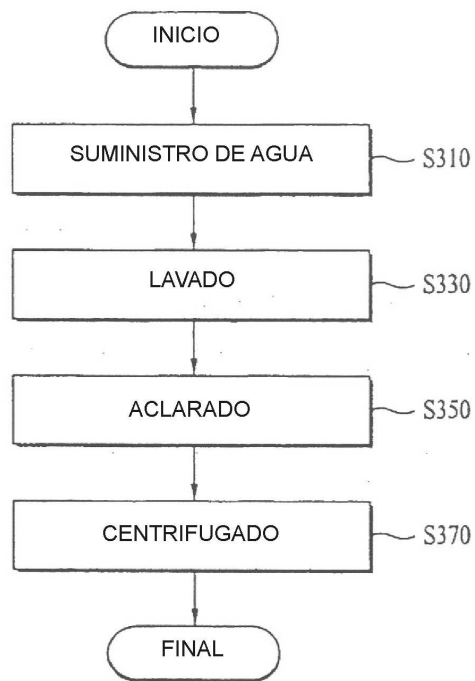 INICIO
SUMINISTRO DE AGUA
S310
LAVADO
S330
ACLARADO
S350
CENTRIFUGADO
S370
FINAL